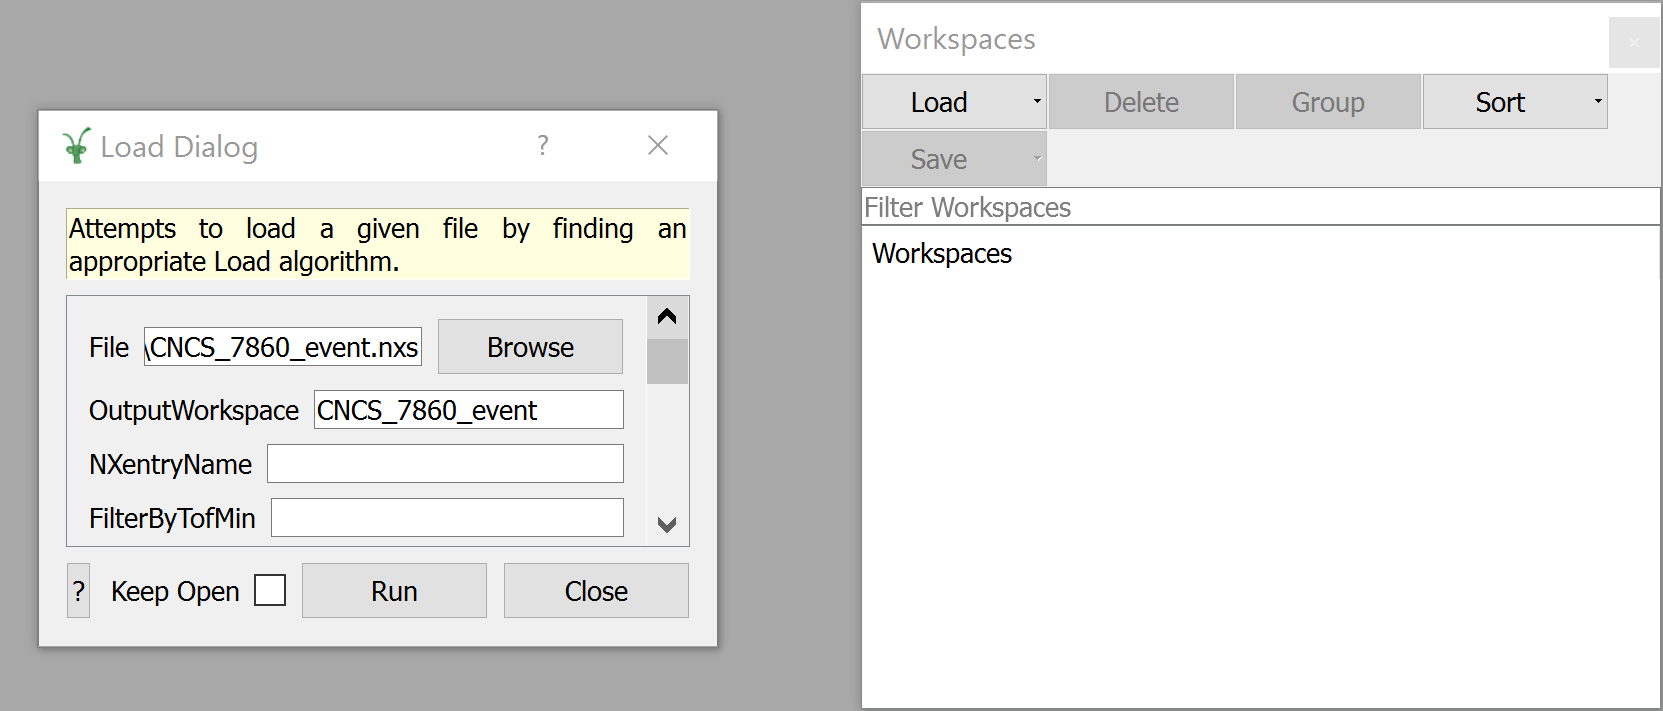 Load Dialog
?
Attempts to load a given file by finding an
appropriate Load algorithm.
File \CNCS_7860_event.nxs Browse
OutputWorkspace CNCS_7860_event
NXentryName
FilterByTofMin
? Keep Open Run Close
Workspaces
Load Delete Group Sort
Save
Filter Workspaces
Workspaces